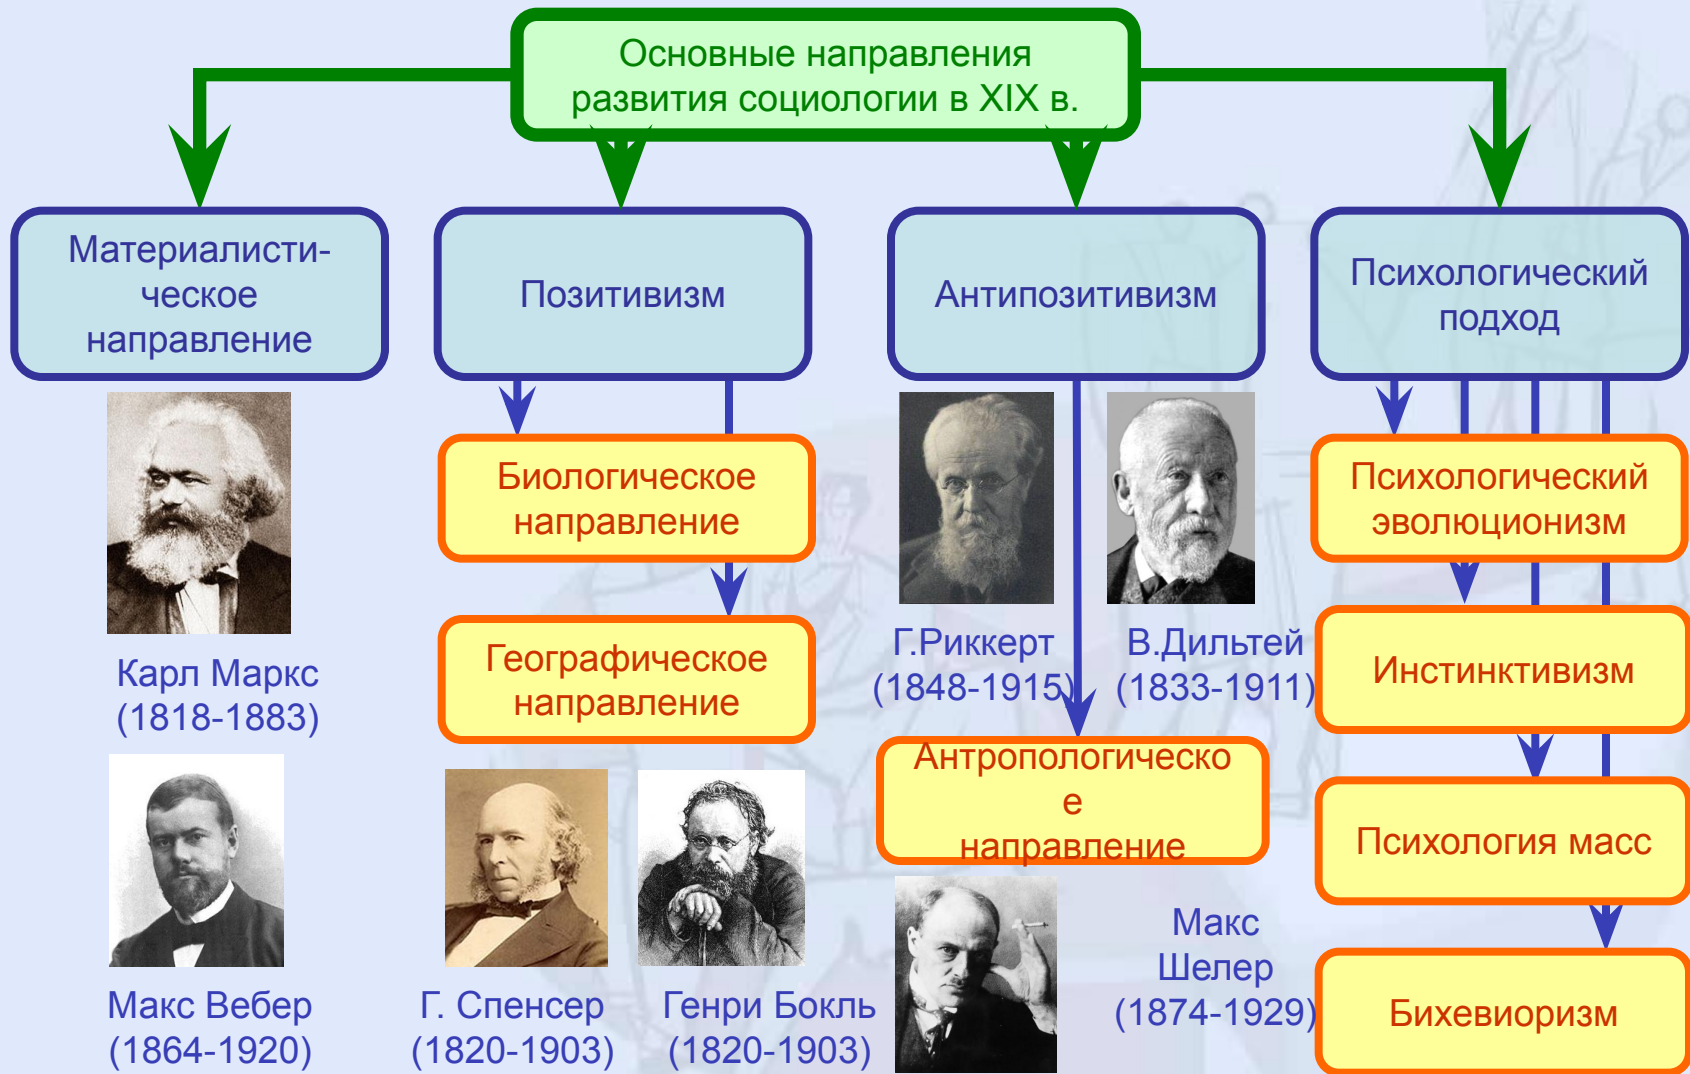 Основные направления
развития социологии в XIX в.
Материалисти-
ческое
направление
Позитивизм
Антипозитивизм
Психологический
подход
Карл Маркс
(1818-1883)
Макс Вебер
(1864-1920)
Биологическое
направление
Географическое
направление
Г. Спенсер
(1820-1903)
Генри Бокль
(1820-1903)
Г.Риккерт
(1848-1915)
В.Дильтей
(1833-1911)
Антропологическо
е
направление
Макс
Шелер
(1874-1929)
Психологический
эволюционизм
Инстинктивизм
Психология масс
Бихевиоризм